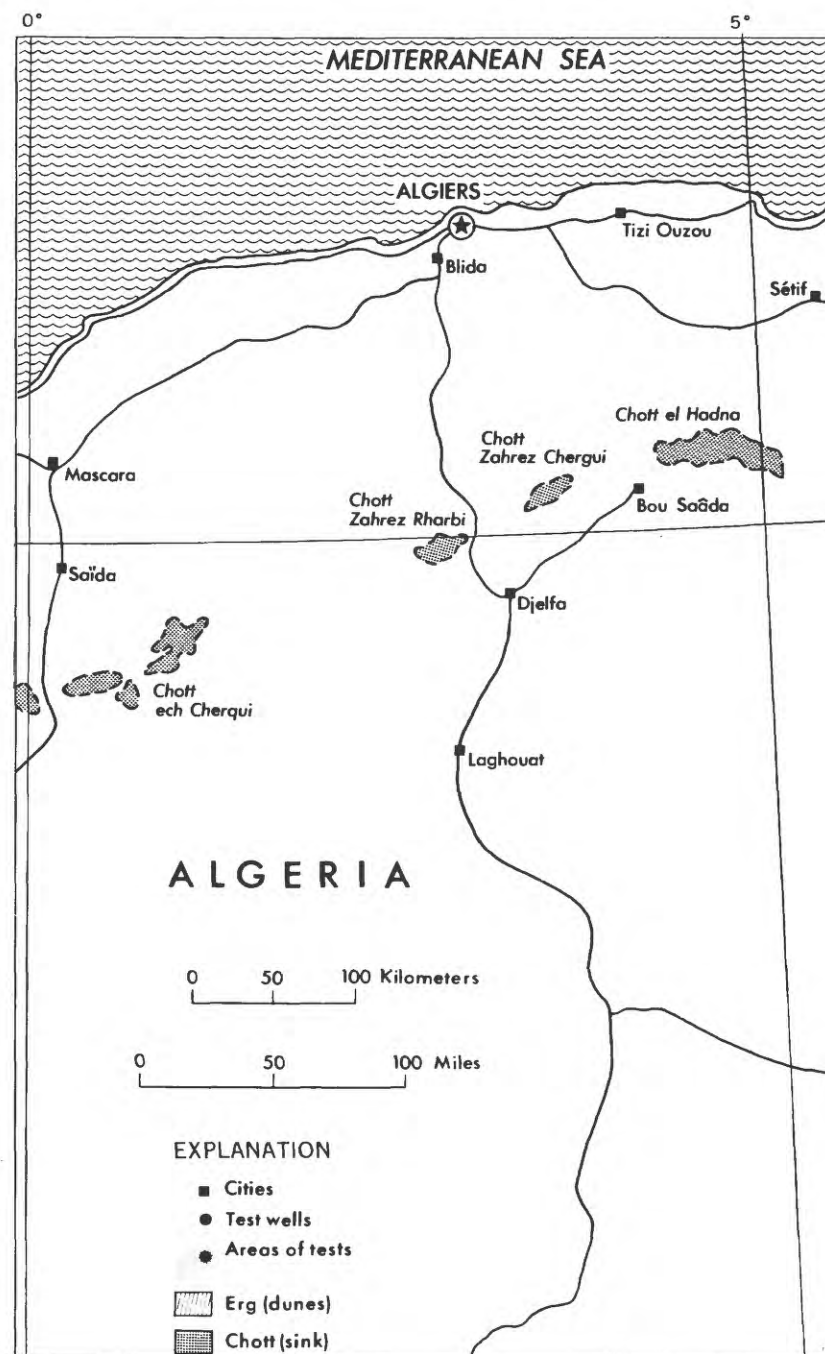 0°
5°
MEDITERRANEAN SEA
ALGIERS
Tizi Ouzou
Blida
Sétif
Chott el Hadna
Chott
Zahrez Chergui
Mascara
Bou Saâda
Chott
Zahrez Rharbi
Saïda
Djelfa
Chott
ech Cherqui
Laghouat
ALGERIA
0 50 100 Kilometers
0 50 100 Miles
EXPLANATION
Cities
Test wells
Areas of tests
Erg (dunes)
Chott (sink)